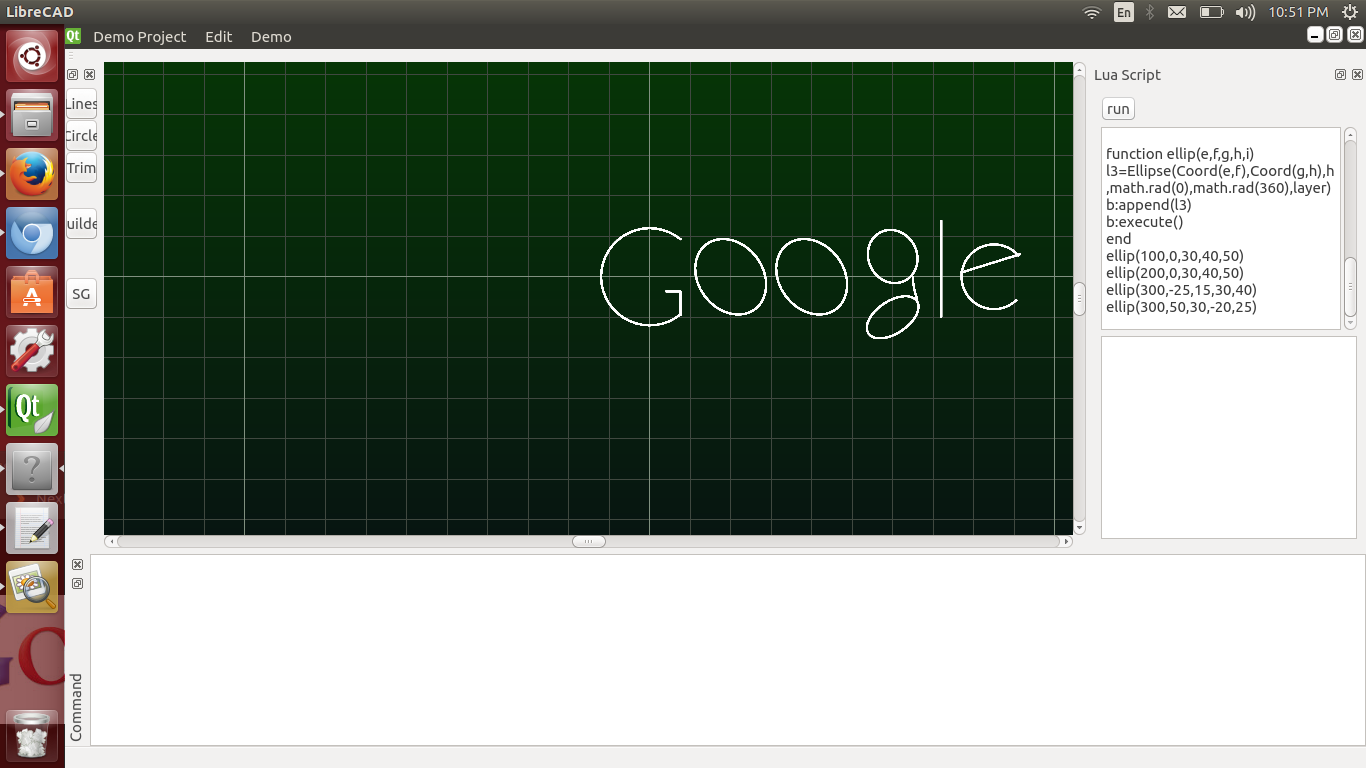 LibreCAD
En
10:51 PM
Qt
Demo Project Edit Demo
Lines
Circle
Trim
uilde
SG
Google
Lua Script
run
function ellip(e,f,g,h,i)
l3=Ellipse(Coord(e,f),Coord(g,h),h
,math.rad(0),math.rad(360),layer)
b:append(l3)
b:execute()
end
ellip(100,0,30,40,50)
ellip(200,0,30,40,50)
ellip(300,-25,15,30,40)
ellip(300,50,30,-20,25)
Qt
?
Command